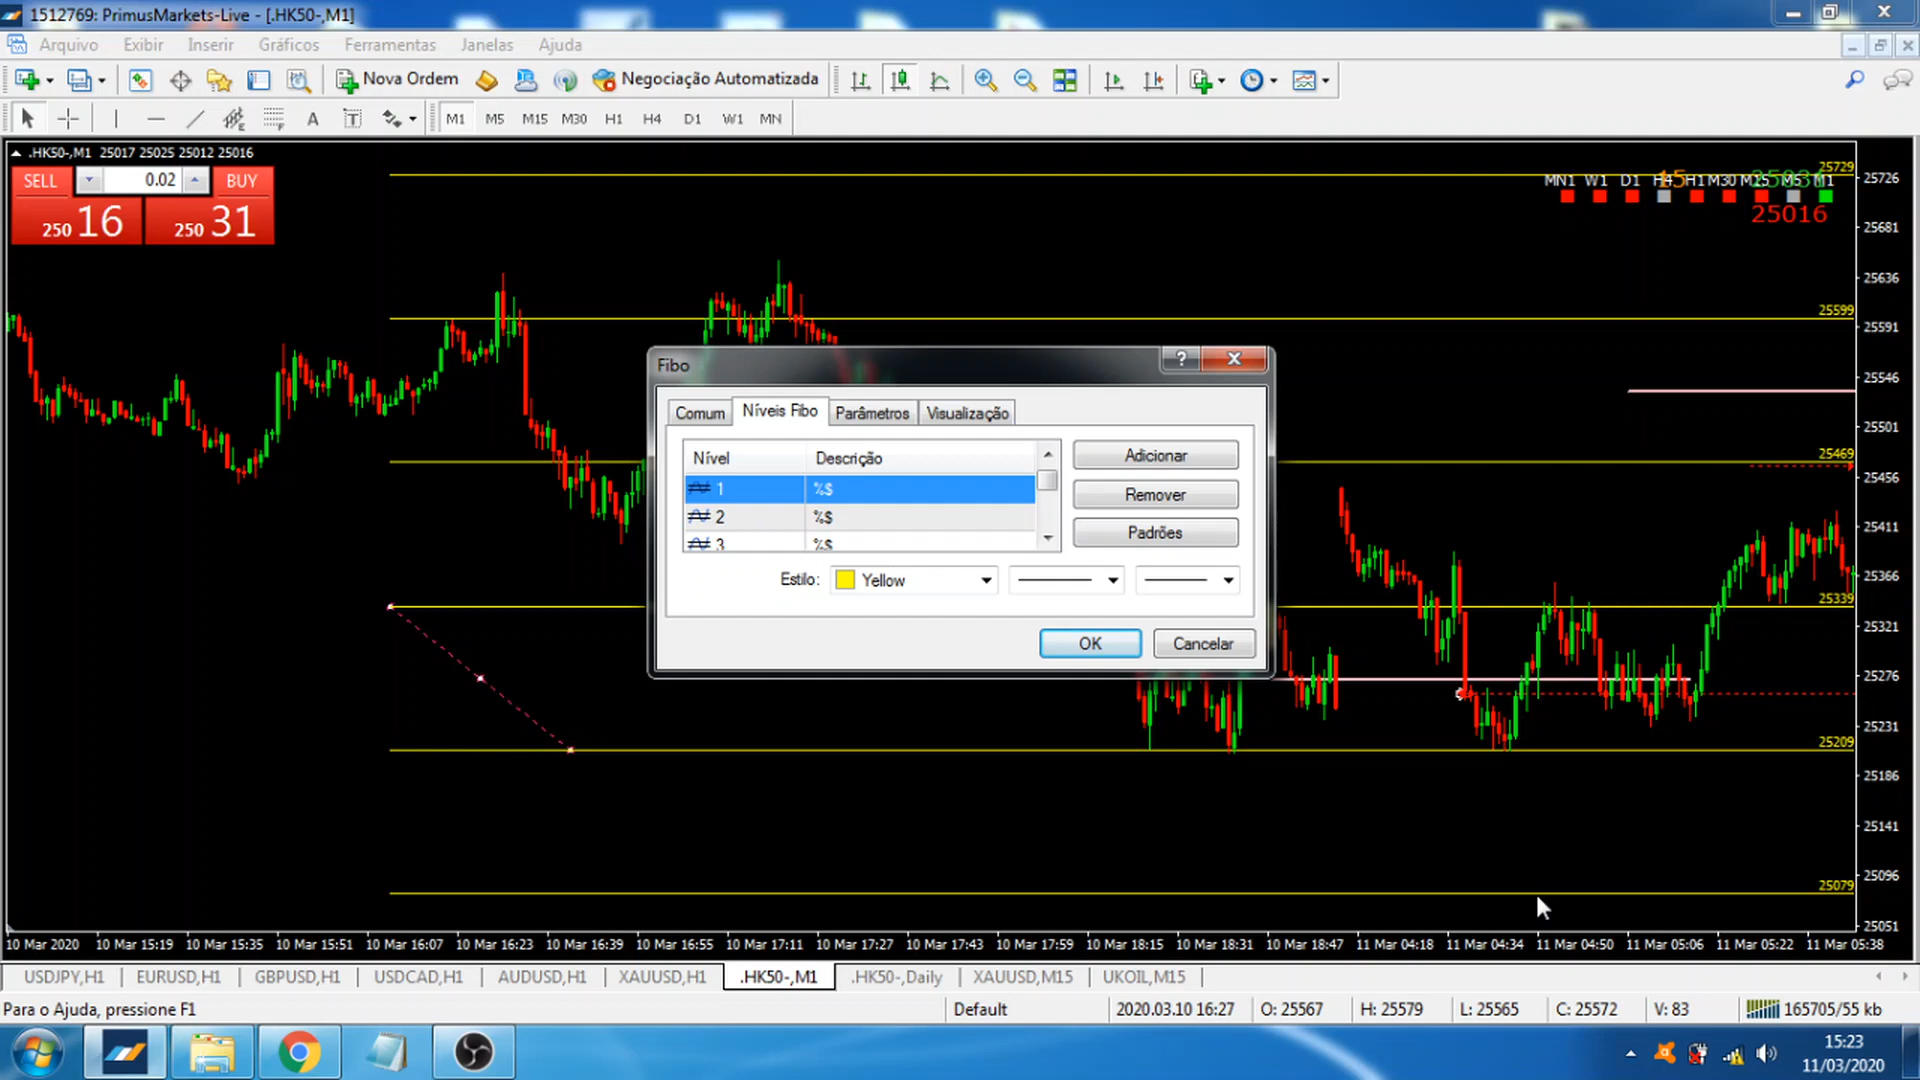 1512769: PrimusMarkets-Live - [.HK50-,M1]
Arquivo Exibir Inserir Gráficos Ferramentas Janelas Ajuda
Nova Ordem Negociação Automatizada
A T M1 M5 M15 M30 H1 H4 D1 W1 MN
.HK50-,M1 25017 25025 25012 25016
SELL 0.02 BUY
250 16 250 31
MN1 W1 D1 H4 H1 M30 M15 M5 M1
15
25016
25729
25599
25469
25339
25209
25079
25726
25681
25636
25591
25546
25501
25456
25411
25366
25321
25276
25231
25186
25141
25096
25051
Fibo
?
Comum Níveis Fibo Parâmetros Visualização
Nível Descrição
1 %$
2 %$
3 %$
Adicionar
Remover
Padrões
Estilo: Yellow
OK Cancelar
10 Mar 2020 10 Mar 15:19 10 Mar 15:35 10 Mar 15:51 10 Mar 16:07 10 Mar 16:23 10 Mar 16:39 10 Mar 16:55 10 Mar 17:11 10 Mar 17:27 10 Mar 17:43 10 Mar 17:59 10 Mar 18:15 10 Mar 18:31 10 Mar 18:47 11 Mar 04:18 11 Mar 04:34 11 Mar 04:50 11 Mar 05:06 11 Mar 05:22 11 Mar 05:38
USDJPY,H1 EURUSD,H1 GBPUSD,H1 USDCAD,H1 AUDUSD,H1 XAUUSD,H1 .HK50-,M1 .HK50-,Daily XAUUSD,M15 UKOIL,M15
Para o Ajuda, pressione F1 Default 2020.03.10 16:27 O: 25567 H: 25579 L: 25565 C: 25572 V: 83 165705/55 kb
15:23
11/03/2020